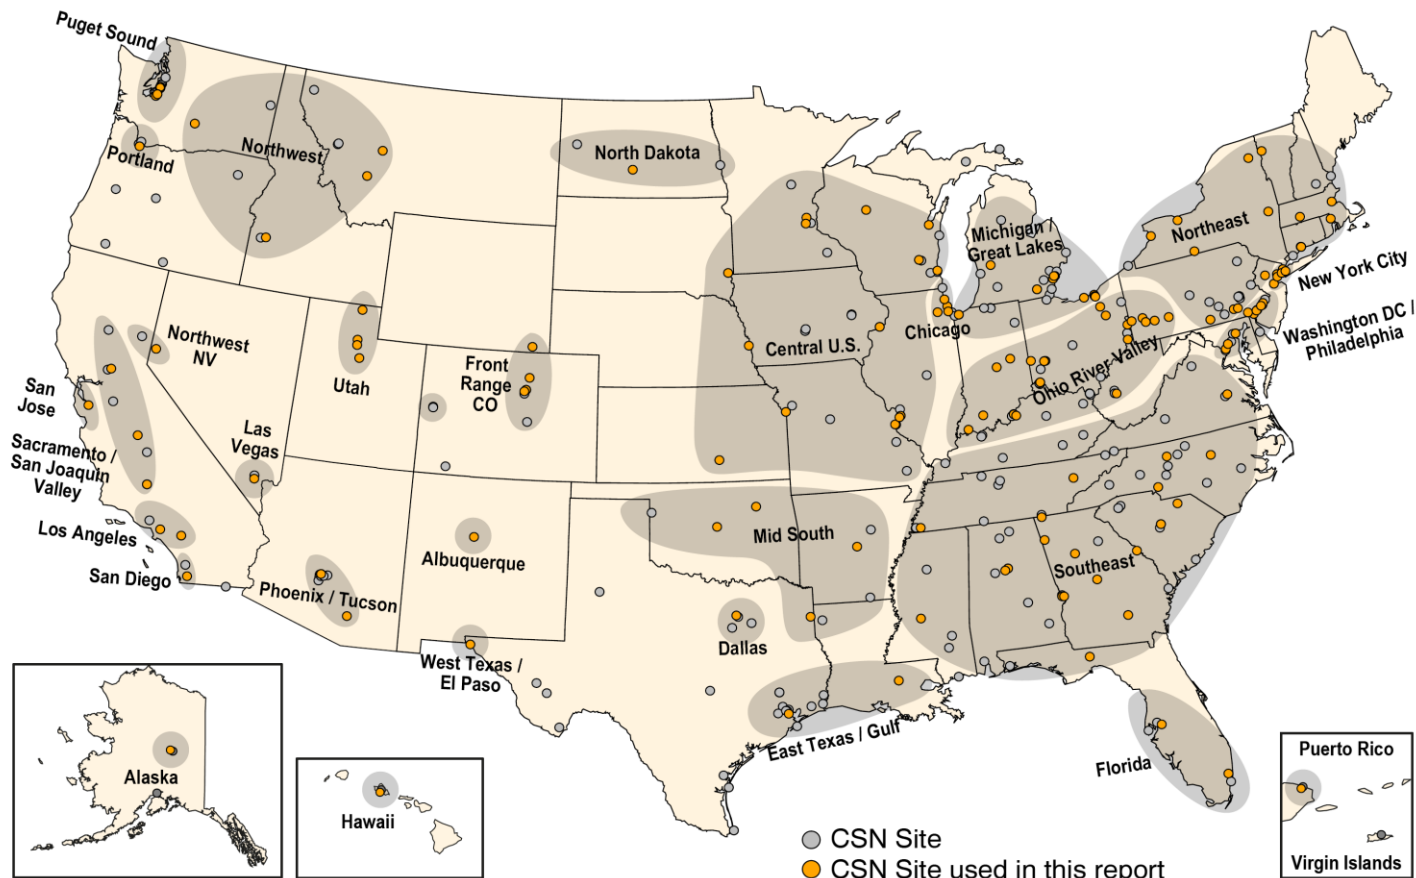 Puget Sound
Northwest
Portland
North Dakota
Michigan /
Great Lakes
Northeast
New York City
Washington DC /
Philadelphia
Northwest
NV
Utah
Front
Range
CO
Central U.S.
Chicago
Ohio River Valley
San
Jose
Las
Vegas
Sacramento /
San Joaquin
Valley
Los Angeles
San Diego
Phoenix / Tucson
Albuquerque
Mid South
Southeast
West Texas /
El Paso
Dallas
East Texas / Gulf
Florida
Alaska
Hawaii
Puerto Rico
Virgin Islands
CSN Site
CSN Site used in this report